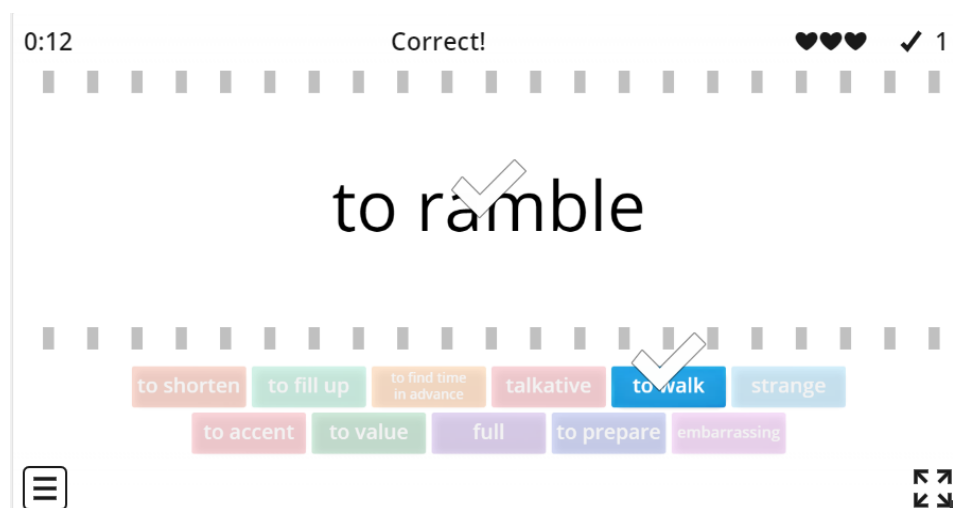 0:12 Correct! 1
to ramble
to shorten to fill up to find time in advance talkative to walk strange
to accent to value full to prepare embarrassing